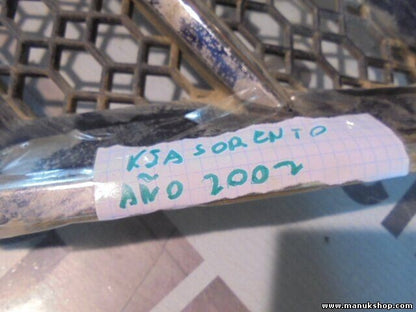 KIA SORENTO
AÑO 2002
www.manukshop.com